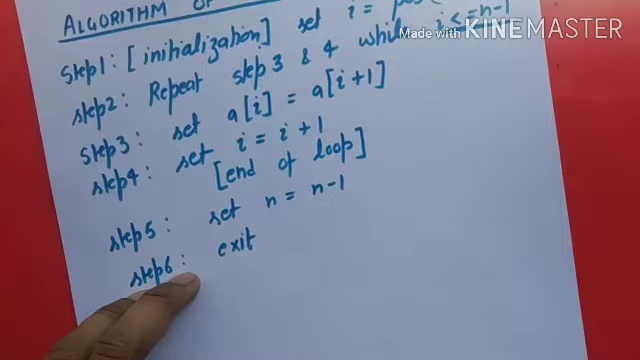 ALGORITHM OF
Made with KINEMASTER
Step1: [initialization] set i =
step2: Repeat step 3 & 4 while i <= n-1
step3: set a[i] = a[i+1]
step4: set i = i + 1
[end of loop]
step5: set n = n-1
step6: exit